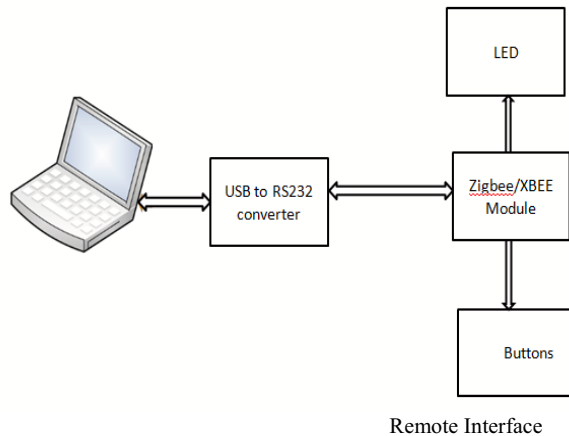 LED
USB to RS232
converter
Zigbee/XBEE
Module
Buttons
Remote Interface